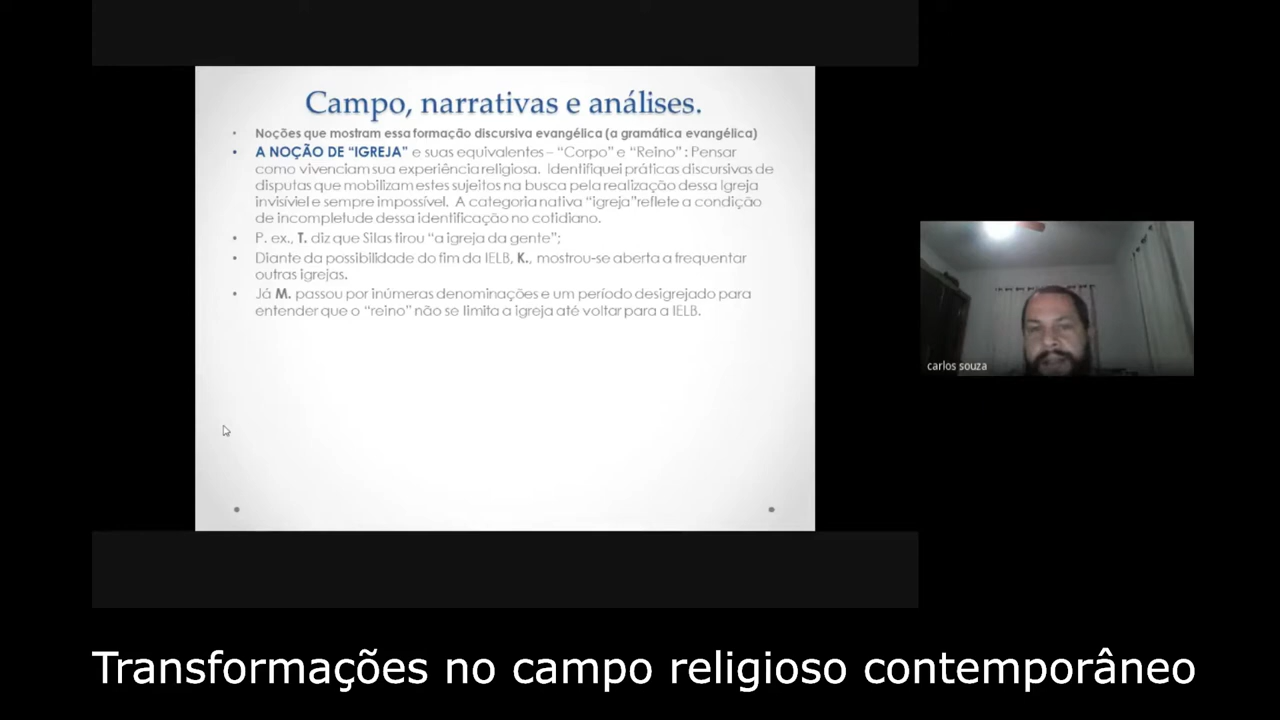 Campo, narrativas e análises.
• Noções que mostram essa formação discursiva evangélica (a gramática evangélica)
• A NOÇÃO DE “IGREJA” e suas equivalentes – “Corpo” e “Reino” : Pensar
como vivenciam sua experiência religiosa. Identifiquei práticas discursivas de
disputas que mobilizam estes sujeitos na busca pela realização dessa Igreja
invisível e sempre impossível. A categoria nativa “igreja”reflete a condição
de incompletude dessa identificação no cotidiano.
• P. ex., T. diz que Silas tirou “a igreja da gente”;
• Diante da possibilidade do fim da IELB, K., mostrou-se aberta a frequentar
outras igrejas.
• Já M. passou por inúmeras denominações e um período desigrejado para
entender que o “reino” não se limita a igreja até voltar para a IELB.
carlos souza
Transformações no campo religioso contemporâneo